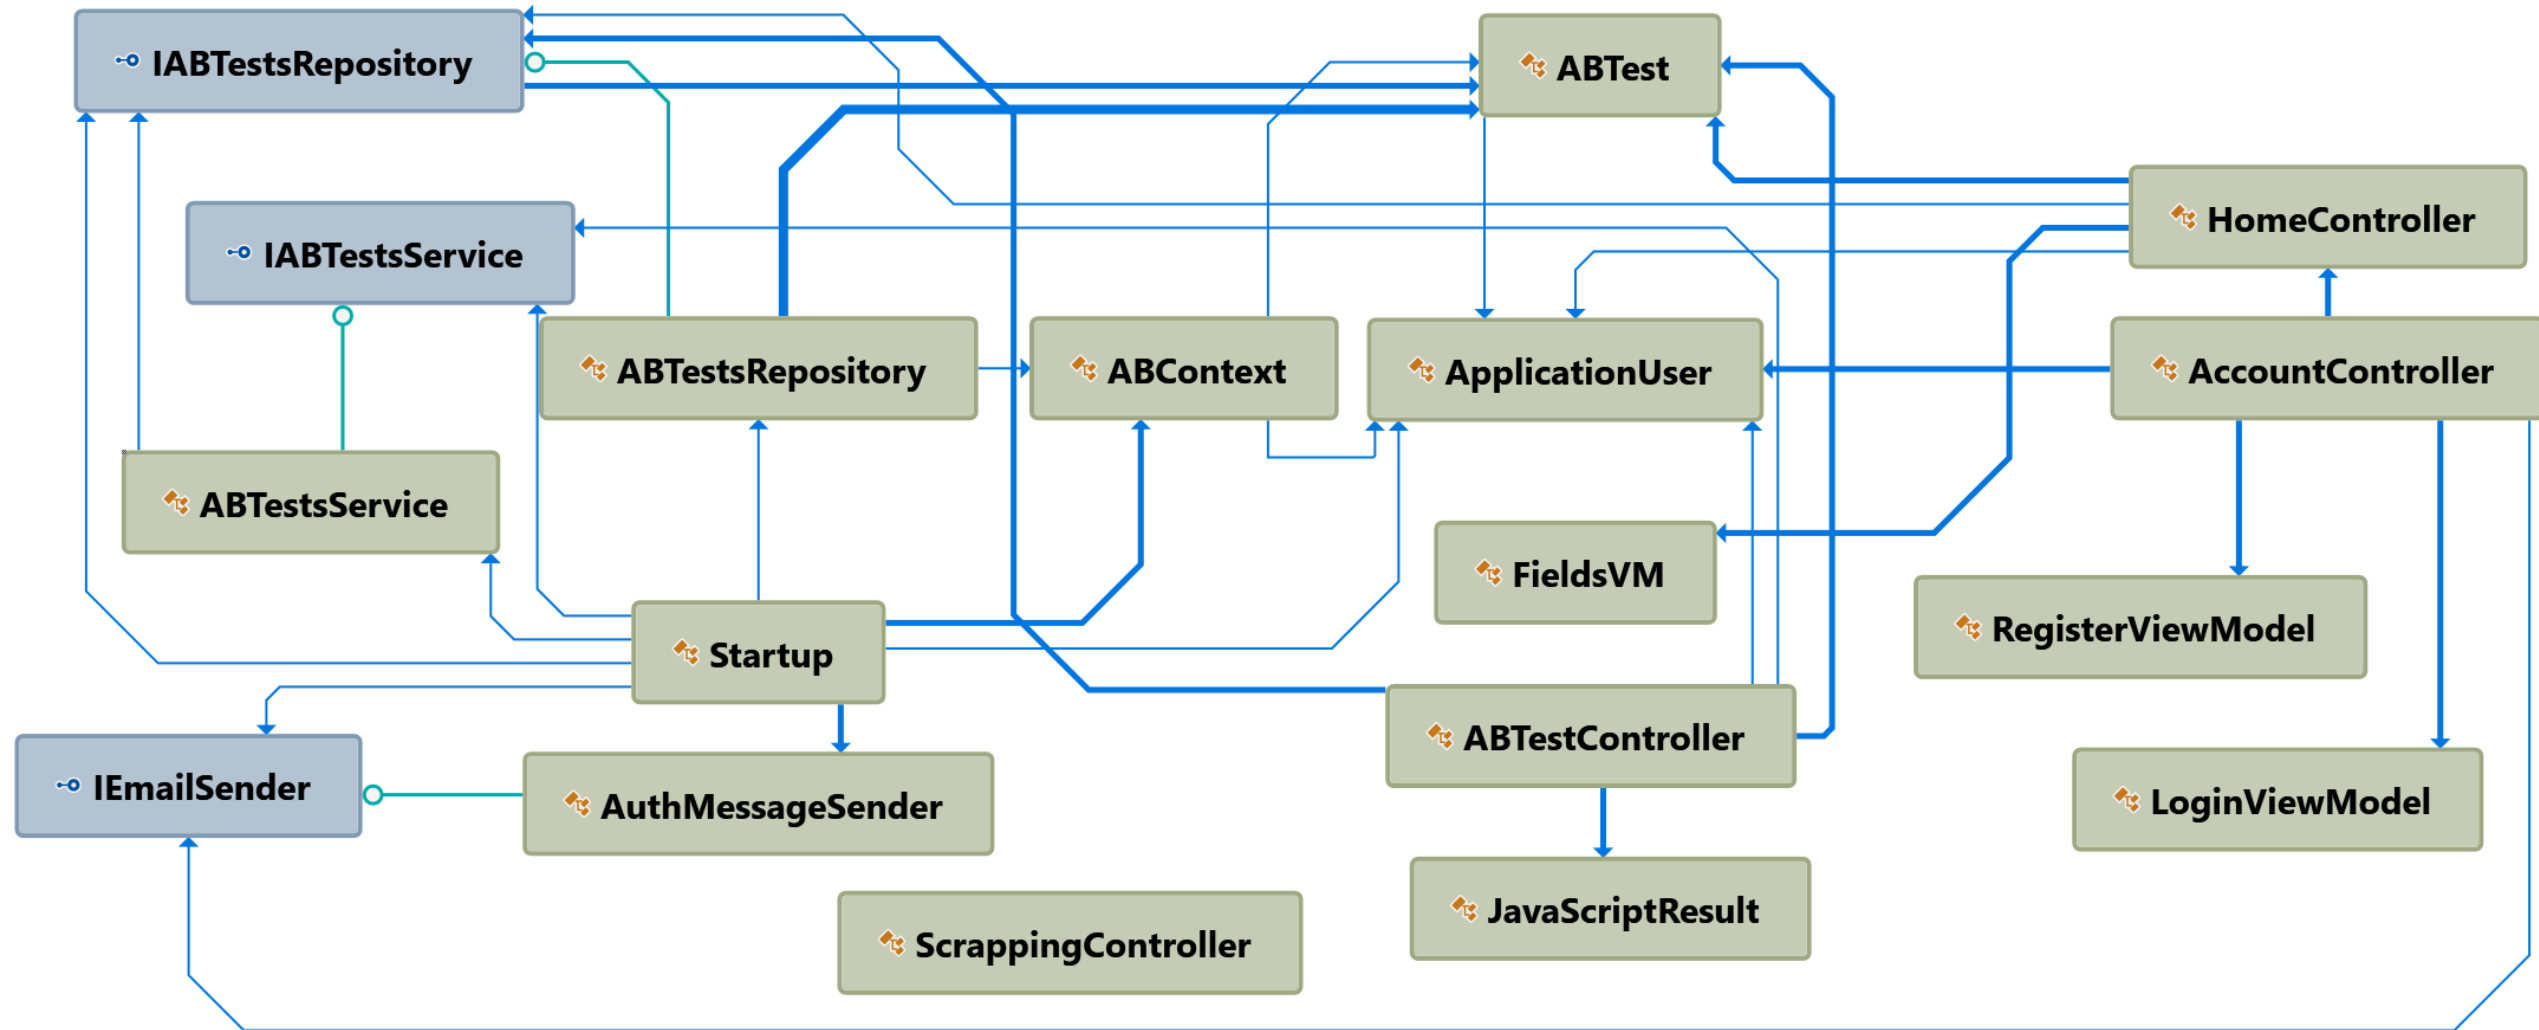 IABTestsRepository
ABTest
HomeController
IABTestsService
ABTestsRepository
ABContext
ApplicationUser
AccountController
ABTestsService
FieldsVM
RegisterViewModel
Startup
ABTestController
IEmailSender
AuthMessageSender
LoginViewModel
JavaScriptResult
ScrappingController